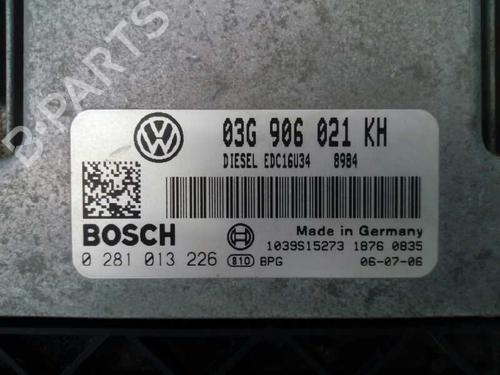 B-PARTS
03G 906 021 KH
DIESEL EDC16U34 8984
BOSCH
Made in Germany
1039S15273 1876 0835
0 281 013 226 810 BPG 06-07-06